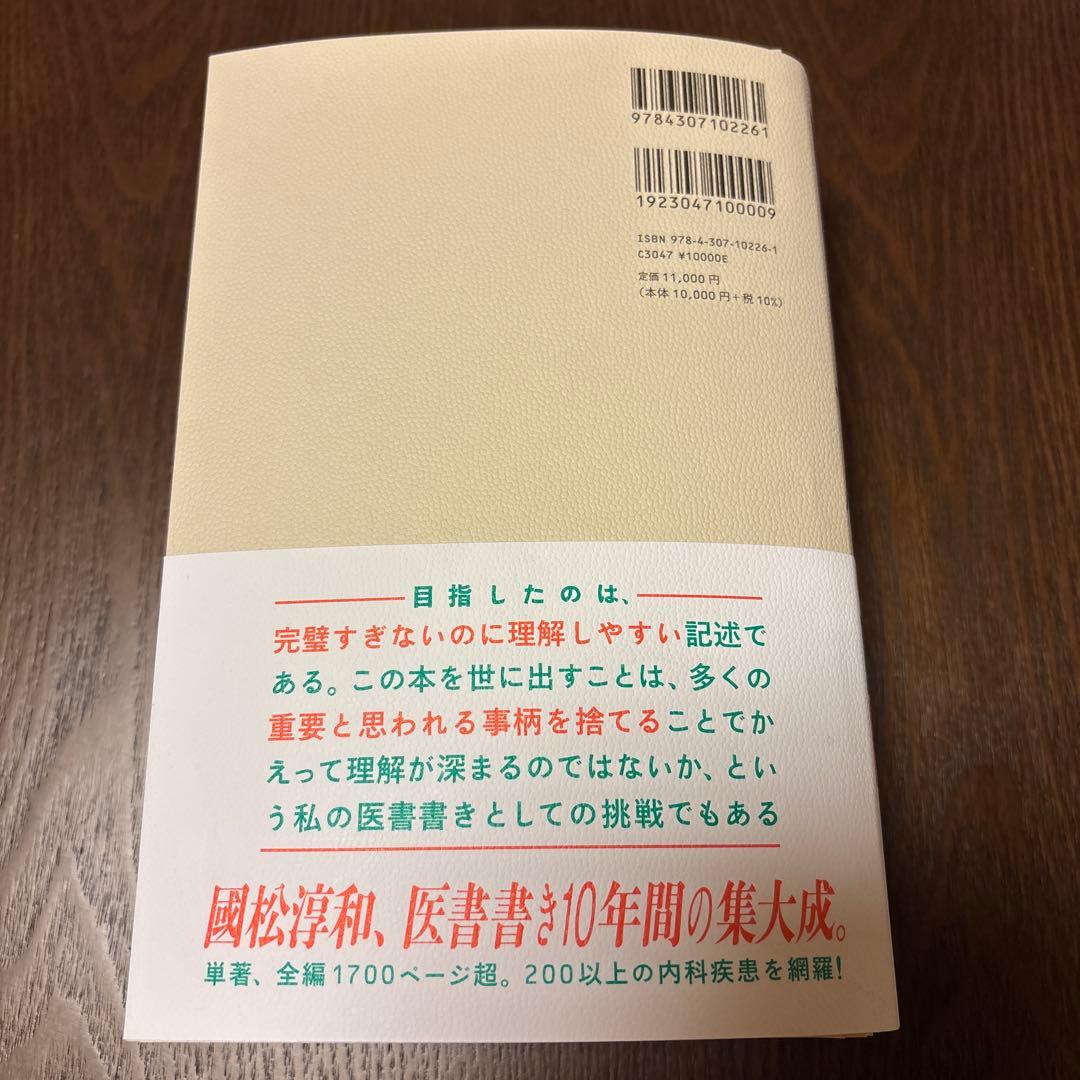 9784307102261
1923047100009
ISBN 978-4-307-10226-1
C3047 ¥10000E
定価11,000円
(本体10,000円+税10%)
目指したのは、
完璧すぎないのに理解しやすい記述で
ある。この本を世に出すことは、多くの
重要と思われる事柄を捨てることでか
えって理解が深まるのではないか、とい
う私の医書書きとしての挑戦でもある
國松淳和、医書書き10年間の集大成。
単著、全編1700ページ超。200以上の内科疾患を網羅!